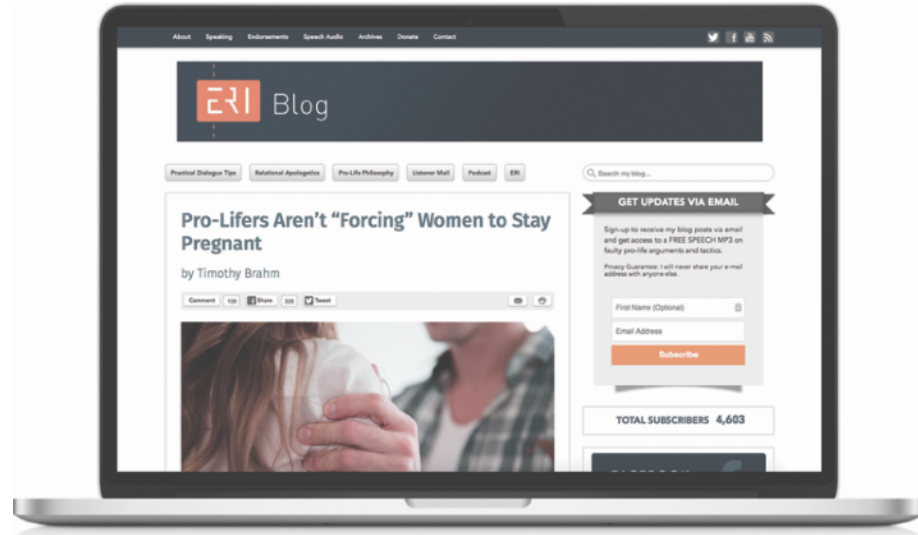 About Speaking Endorsements Speech Audio Archives Donate Contact
ERI Blog
Practical Dialogue Tips Relational Apologetics Pro-Life Philosophy Listener Mail Podcast ERI
Search my blog...
Pro-Lifers Aren't “Forcing” Women to Stay
Pregnant
by Timothy Brahm
Comment Share Tweet
GET UPDATES VIA EMAIL
Sign-up to receive my blog posts via email
and get access to a FREE SPEECH MP3 on
faulty pro-life arguments and tactics.
Privacy Guarantee: I will never share your e-mail
address with anyone else.
First Name (Optional)
Email Address
Subscribe
TOTAL SUBSCRIBERS 4,603